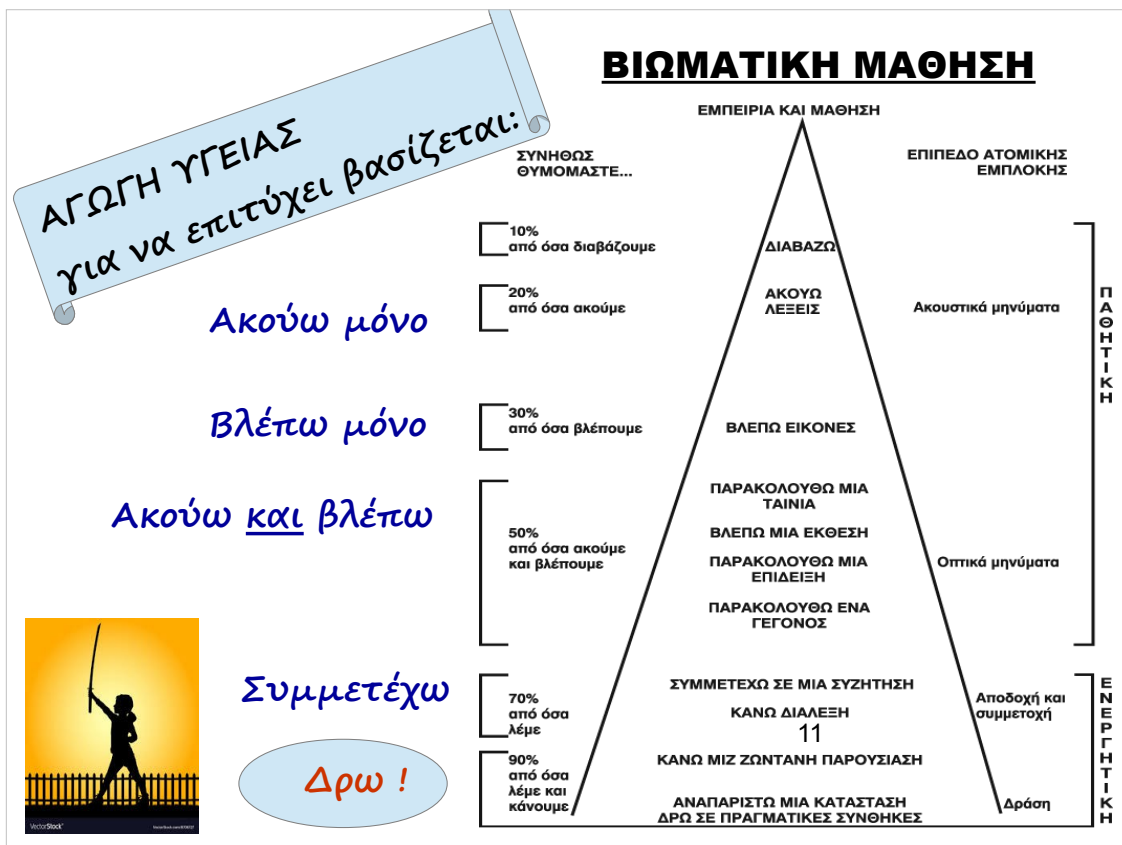 ΑΓΩΓΗ ΥΓΕΙΑΣ
για να επιτύχει βασίζεται:
ΒΙΩΜΑΤΙΚΗ ΜΑΘΗΣΗ
ΕΜΠΕΙΡΙΑ ΚΑΙ ΜΑΘΗΣΗ
ΣΥΝΗΘΩΣ
ΘΥΜΟΜΑΣΤΕ...
ΕΠΙΠΕΔΟ ΑΤΟΜΙΚΗΣ
ΕΜΠΛΟΚΗΣ
10%
από όσα διαβάζουμε
ΔΙΑΒΑΖΩ
Ακούω μόνο
20%
από όσα ακούμε
ΑΚΟΥΩ
ΛΕΞΕΙΣ
Ακουστικά μηνύματα
ΠΑΘΗΤΙΚΗ
Βλέπω μόνο
30%
από όσα βλέπουμε
ΒΛΕΠΩ ΕΙΚΟΝΕΣ
Ακούω και βλέπω
50%
από όσα ακούμε
και βλέπουμε
ΠΑΡΑΚΟΛΟΥΘΩ ΜΙΑ
ΤΑΙΝΙΑ
ΒΛΕΠΩ ΜΙΑ ΕΚΘΕΣΗ
ΠΑΡΑΚΟΛΟΥΘΩ ΜΙΑ
ΕΠΙΔΕΙΞΗ
ΠΑΡΑΚΟΛΟΥΘΩ ΕΝΑ
ΓΕΓΟΝΟΣ
Οπτικά μηνύματα
Συμμετέχω
70%
από όσα
λέμε
ΣΥΜΜΕΤΕΧΩ ΣΕ ΜΙΑ ΣΥΖΗΤΗΣΗ
ΚΑΝΩ ΔΙΑΛΕΞΗ
11
Αποδοχή και
συμμετοχή
ΕΝΕΡΓΗΤΙΚΗ
Δρω !
90%
από όσα
λέμε και
κάνουμε
ΚΑΝΩ ΜΙΖ ΖΩΝΤΑΝΗ ΠΑΡΟΥΣΙΑΣΗ
ΑΝΑΠΑΡΙΣΤΩ ΜΙΑ ΚΑΤΑΣΤΑΣΗ
ΔΡΩ ΣΕ ΠΡΑΓΜΑΤΙΚΕΣ ΣΥΝΘΗΚΕΣ
Δράση
VectorStock